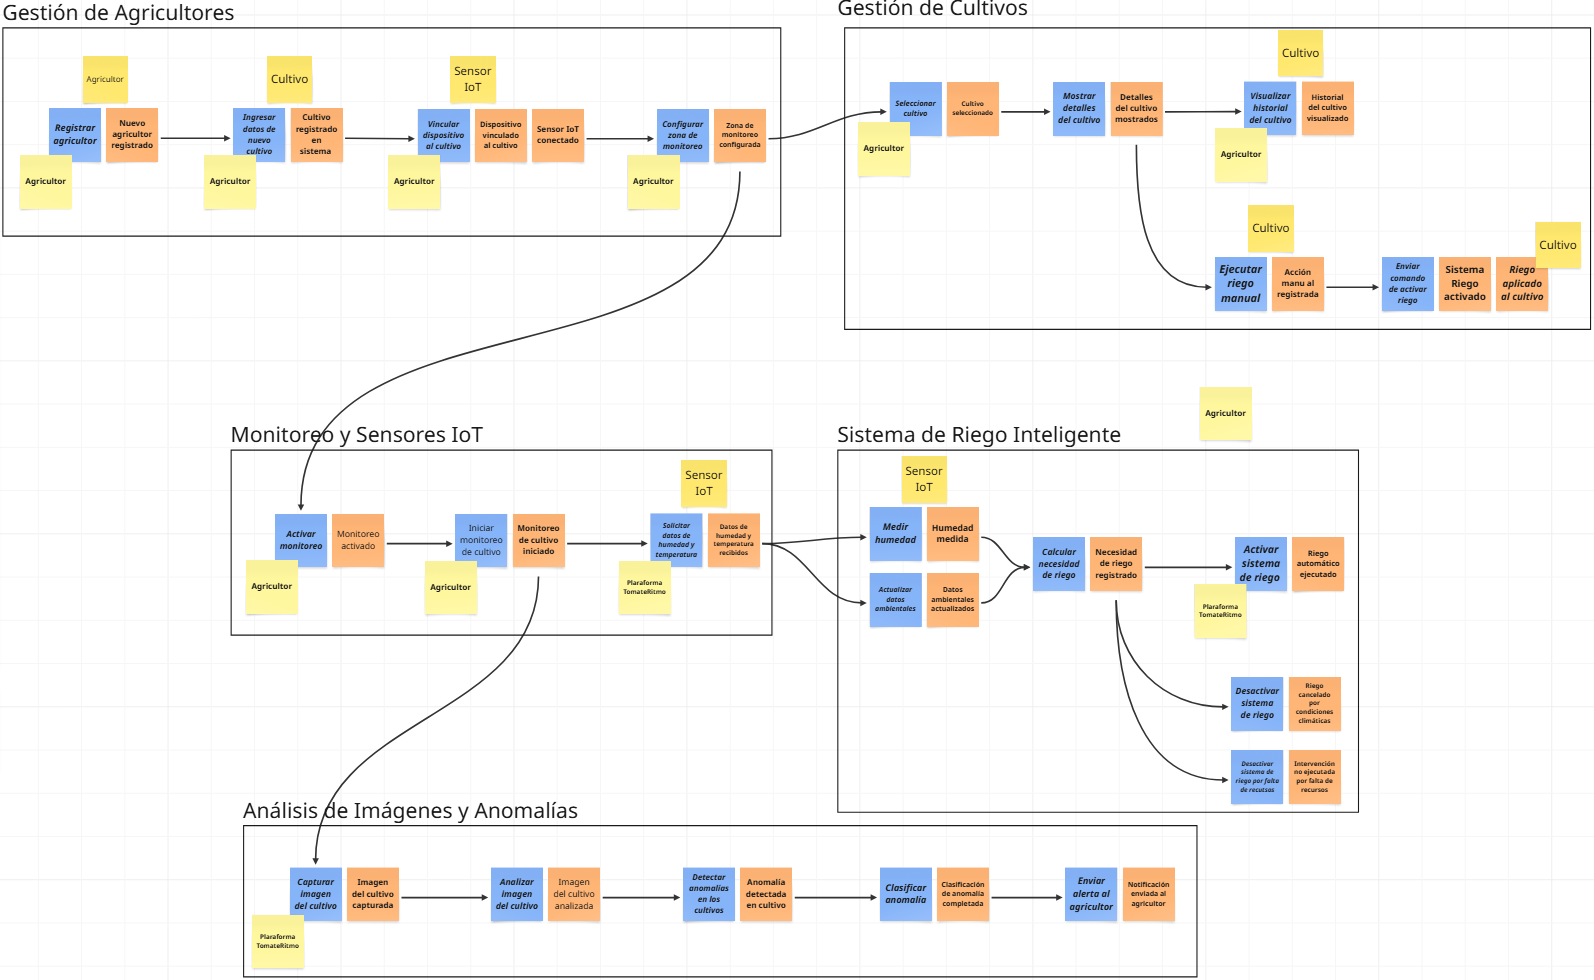 Gestión de Agricultores
Agricultor
Registrar
agricultor
Nuevo
agricultor
registrado
Agricultor
Cultivo
Ingresar
datos de
nuevo
cultivo
Cultivo
registrado
en
sistema
Agricultor
Sensor
IoT
Vincular
dispositivo
al cultivo
Dispositivo
vinculado
al cultivo
Sensor IoT
conectado
Agricultor
Configurar
zona de
monitoreo
Zona de
monitoreo
configurada
Agricultor
Gestión de Cultivos
Seleccionar
cultivo
Cultivo
seleccionado
Agricultor
Mostrar
detalles
del cultivo
Detalles
del cultivo
mostrados
Cultivo
Visualizar
historial
del cultivo
Historial
del cultivo
visualizado
Agricultor
Cultivo
Ejecutar
riego
manual
Acción
manu al
registrada
Enviar
comando
de activar
riego
Sistema
Riego
activado
Riego
aplicado
al cultivo
Cultivo
Monitoreo y Sensores IoT
Activar
monitoreo
Monitoreo
activado
Agricultor
Iniciar
monitoreo
de cultivo
Monitoreo
de cultivo
iniciado
Agricultor
Sensor
IoT
Solicitar
datos de
humedad y
temperatura
Datos de
humedad y
temperatura
recibidos
Plaraforma
TomateRitmo
Agricultor
Sistema de Riego Inteligente
Sensor
IoT
Medir
humedad
Humedad
medida
Actualizar
datos
ambientales
Datos
ambientales
actualizados
Calcular
necesidad
de riego
Necesidad
de riego
registrado
Activar
sistema
de riego
Riego
automático
ejecutado
Plaraforma
TomateRitmo
Desactivar
sistema
de riego
Riego
cancelado
por
condiciones
climáticas
Desactivar
sistema de
riego por falta
de recutsos
Intervención
no ejecutada
por falta de
recursos
Análisis de Imágenes y Anomalías
Capturar
imagen
del cultivo
Imagen
del cultivo
capturada
Plaraforma
TomateRitmo
Analizar
imagen
del cultivo
Imagen
del cultivo
analizada
Detectar
anomalías
en los
cultivos
Anomalía
detectada
en cultivo
Clasificar
anomalía
Clasificación
de anomalía
completada
Enviar
alerta al
agricultor
Notificación
enviada al
agricultor